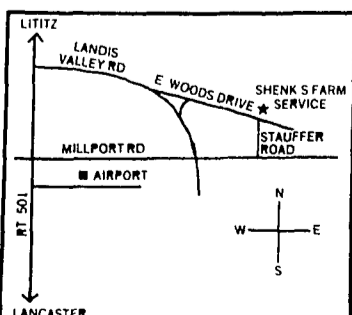 LITITZ
LANDIS
VALLEY RD
E WOODS DRIVE
SHENK S FARM
SERVICE
STAUFFER
ROAD
MILLPORT RD
AIRPORT
RT 501
N
W
E
S
LANCASTER